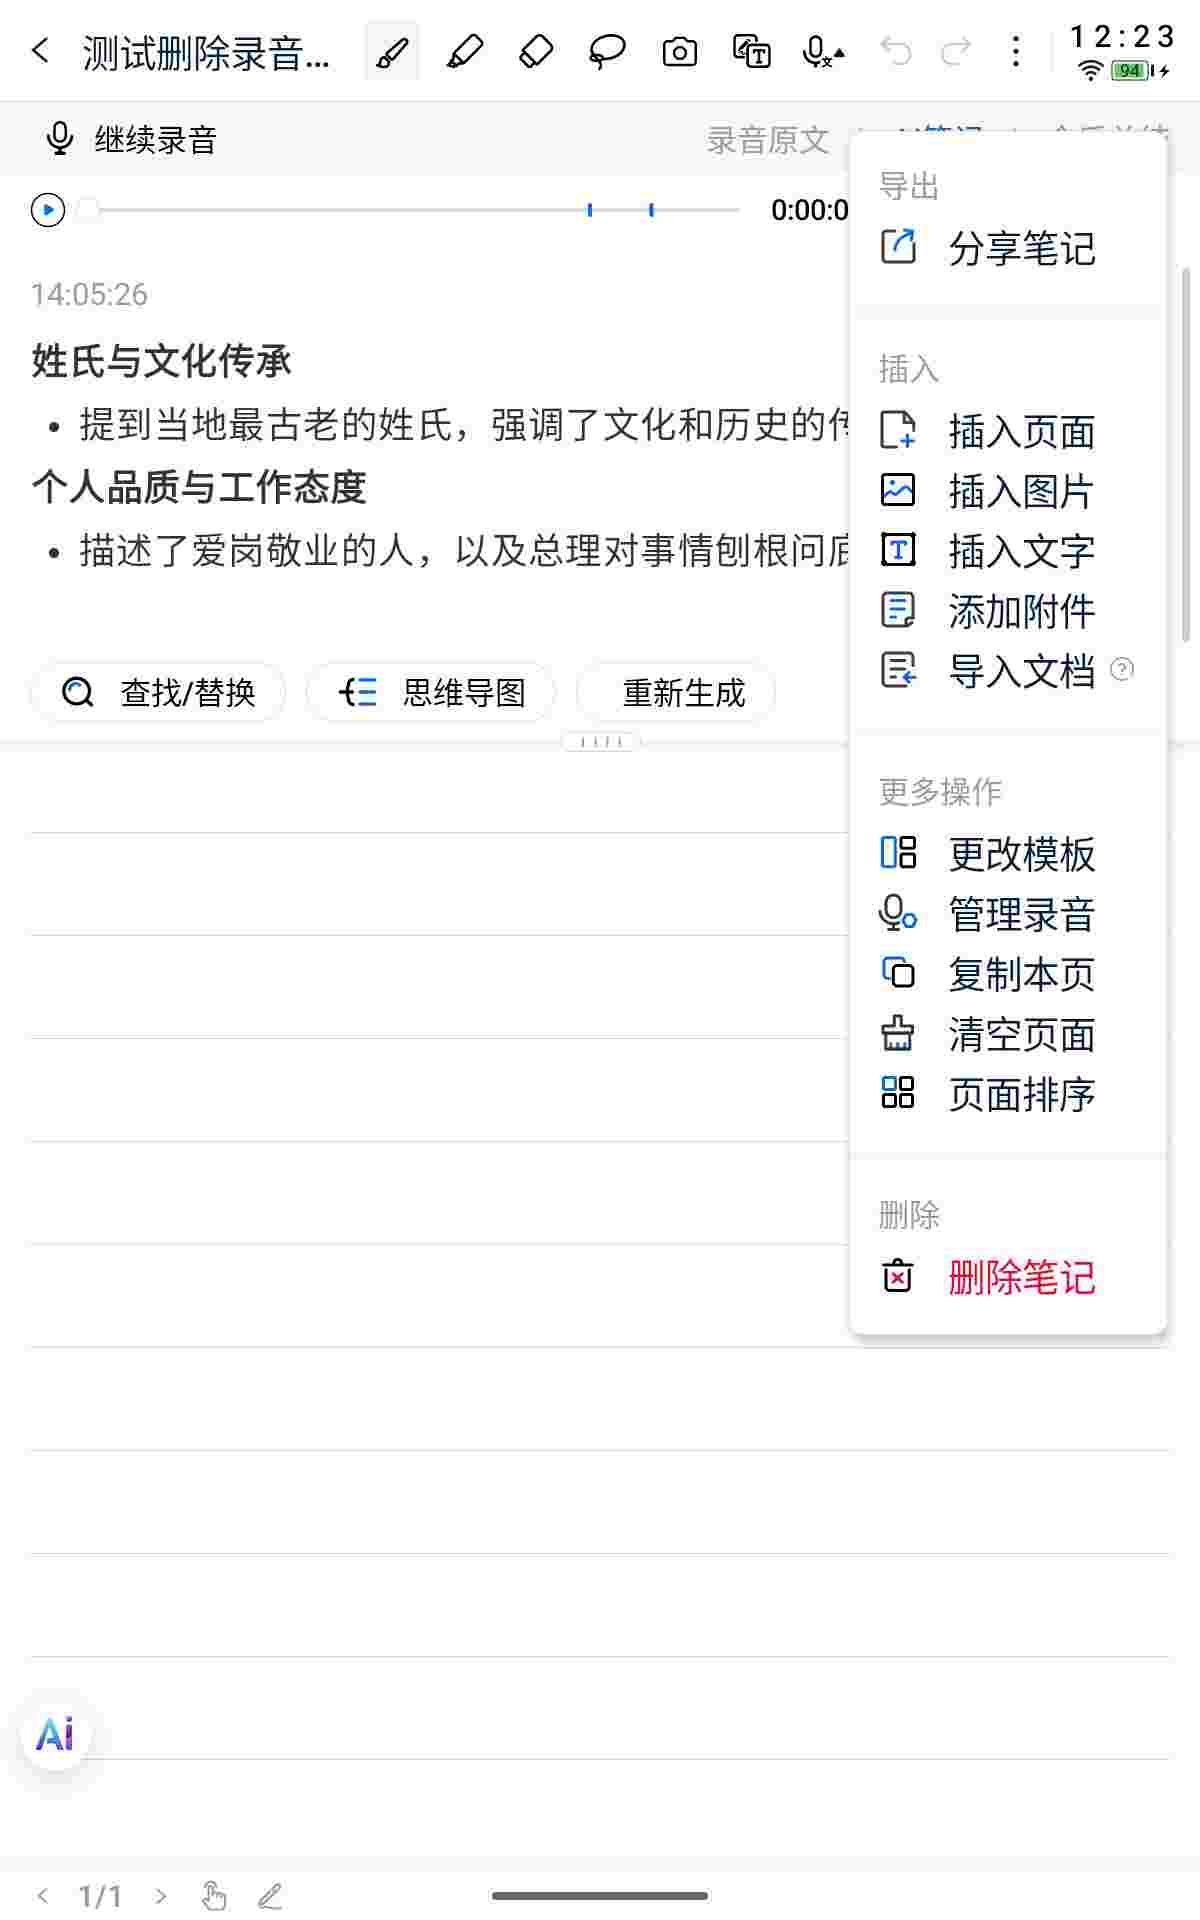 测试删除录音...
12:23
94
继续录音
录音原文
0:00:0
14:05:26
姓氏与文化传承
• 提到当地最古老的姓氏，强调了文化和历史的传
个人品质与工作态度
• 描述了爱岗敬业的人，以及总理对事情刨根问底
查找/替换
思维导图
重新生成
导出
分享笔记
插入
插入页面
插入图片
插入文字
添加附件
导入文档
更多操作
更改模板
管理录音
复制本页
清空页面
页面排序
删除
删除笔记
Ai
1/1